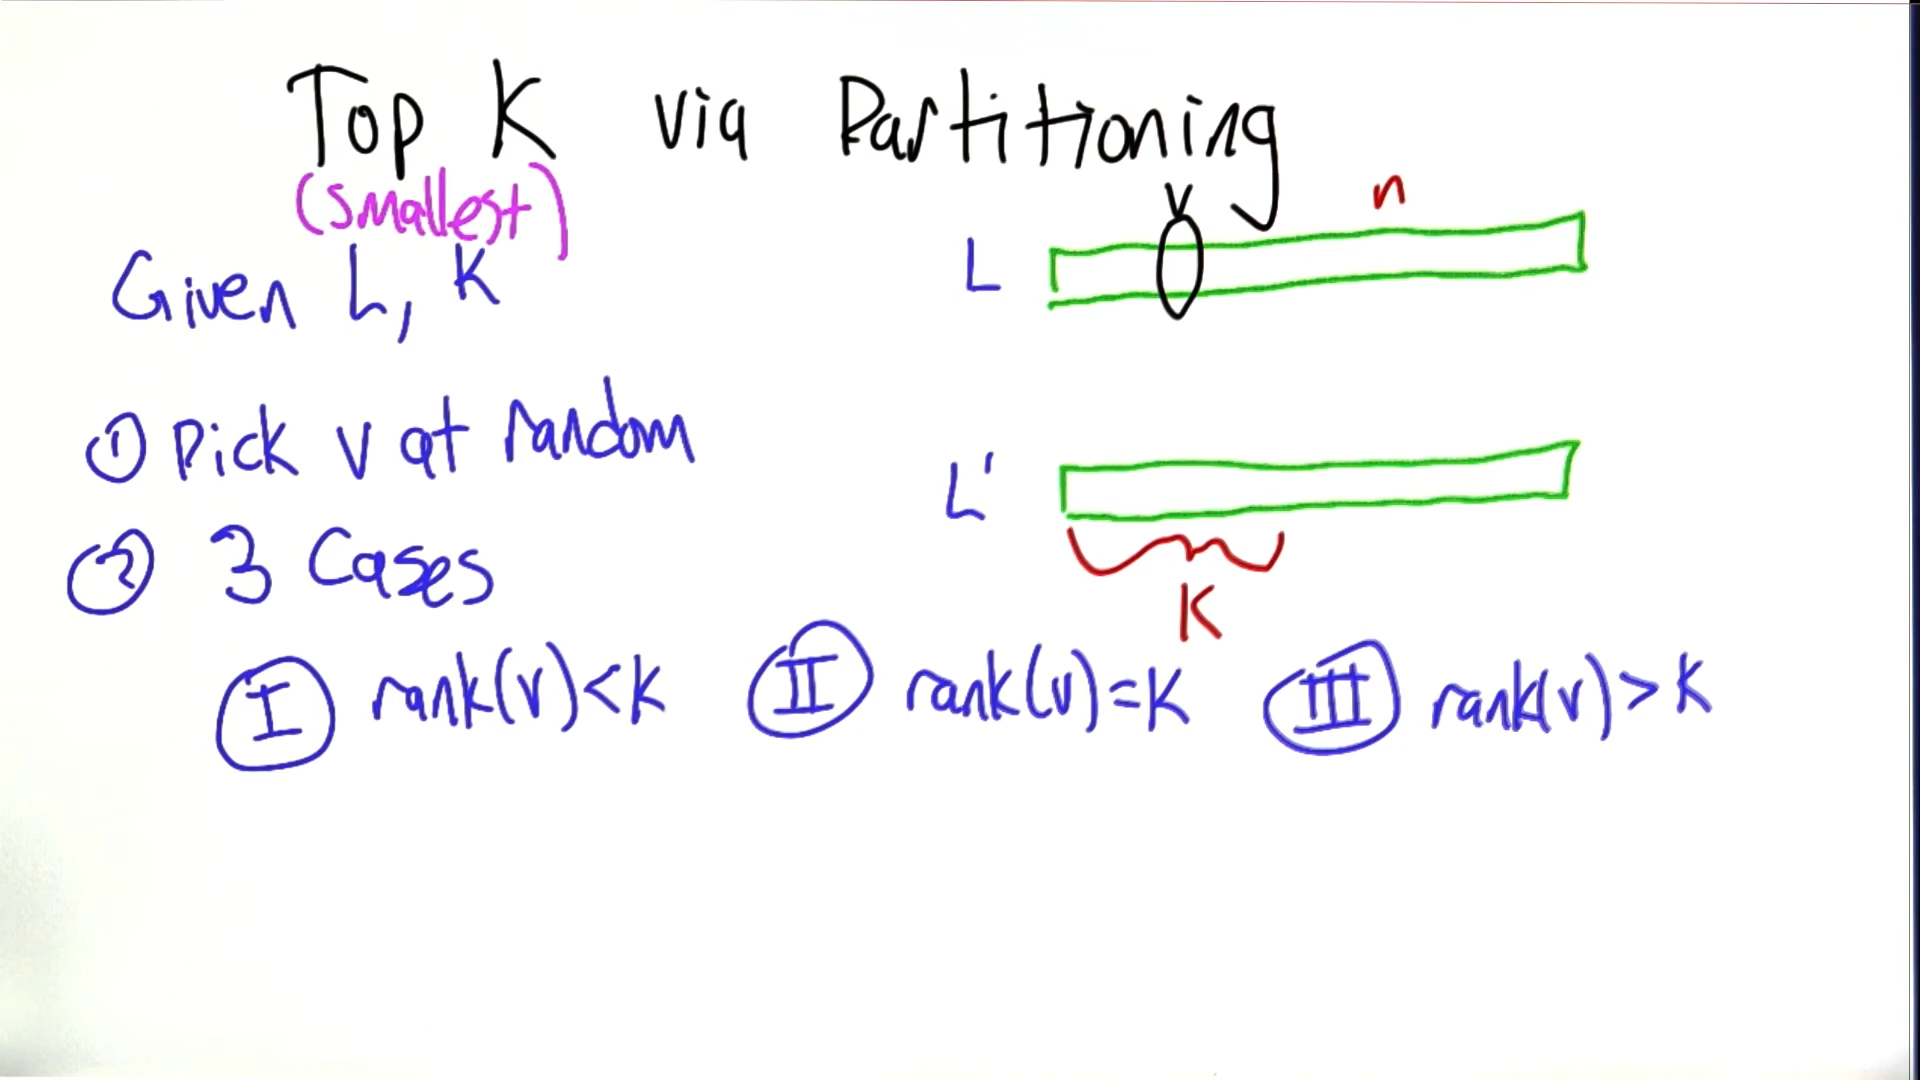 Top K via Partitioning
(smallest)
Given L, K
v
n
L
① Pick v at random
L'
② 3 Cases
K
Ⅰ rank(v)<K Ⅱ rank(v)=K Ⅲ rank(v)>K